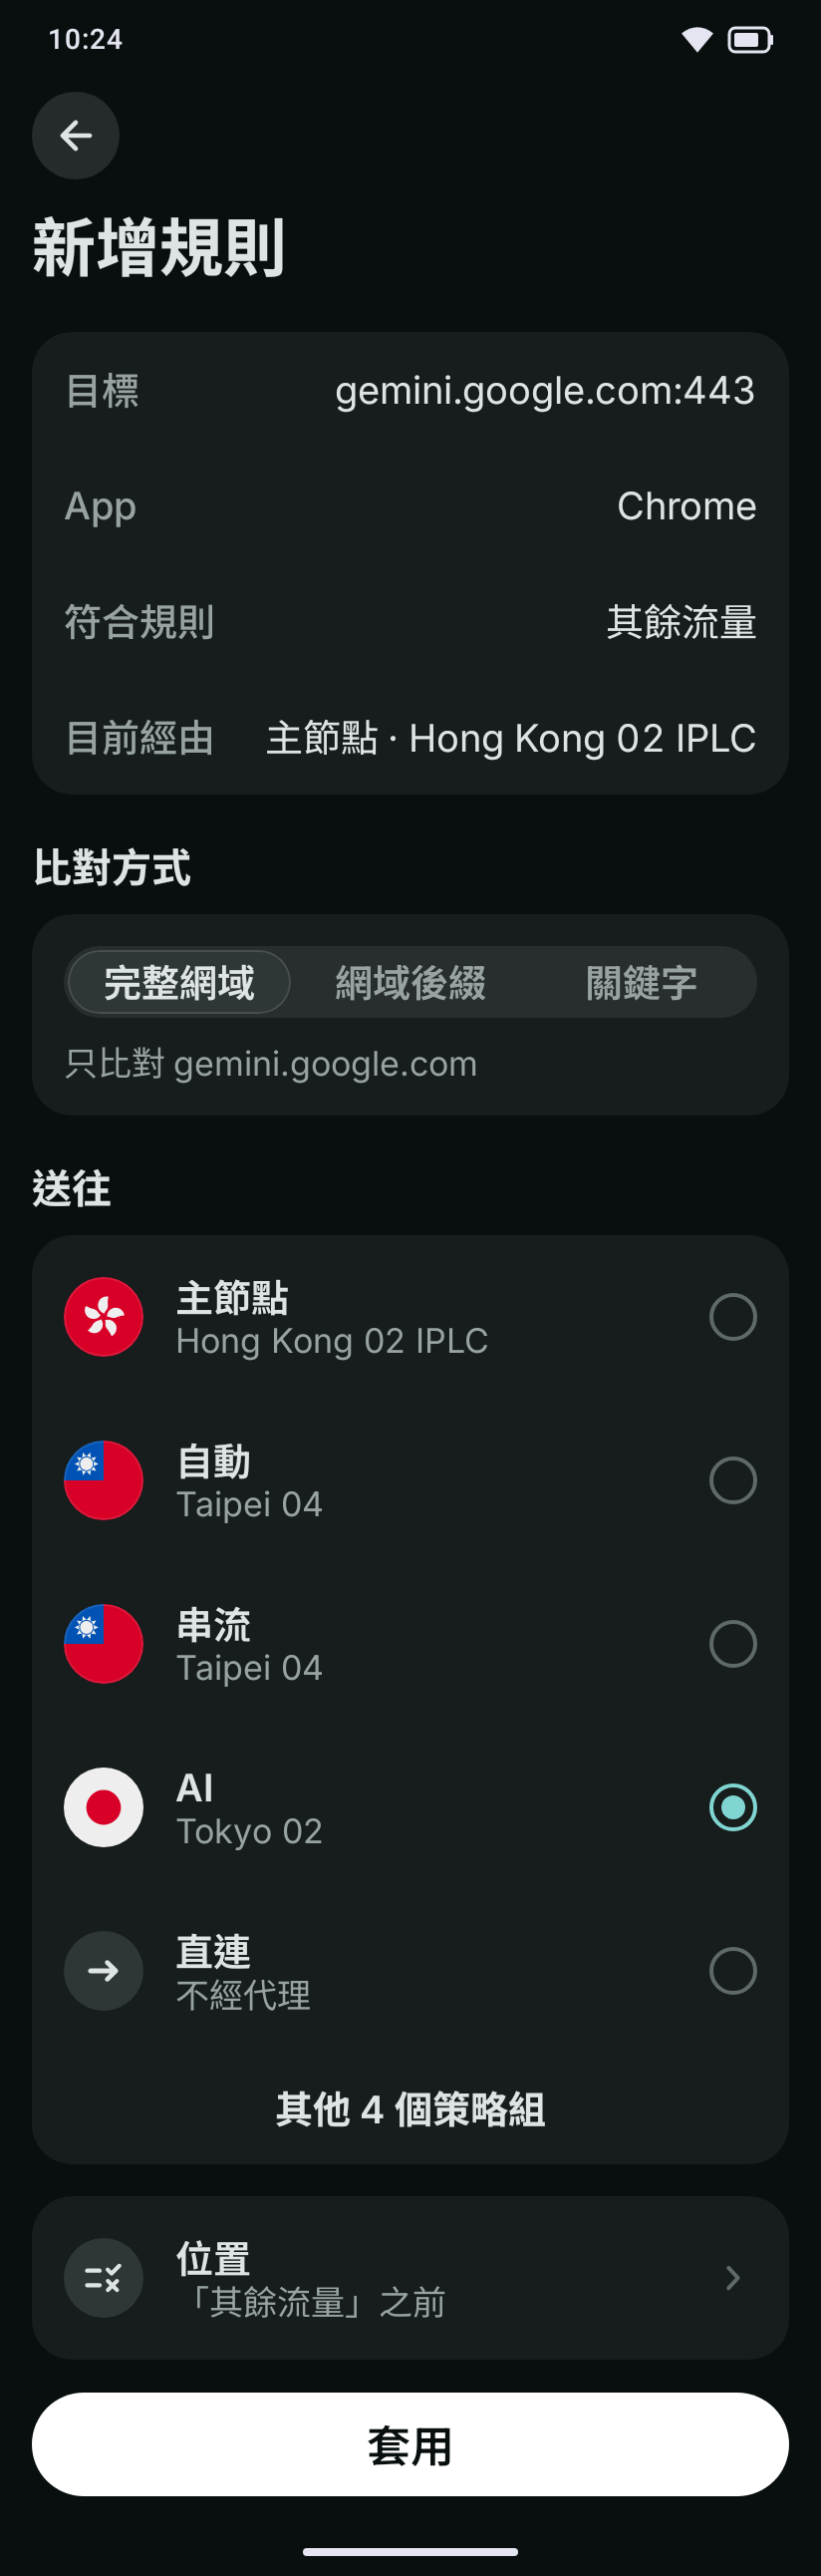 10:24
新增規則
目標 gemini.google.com:443
App Chrome
符合規則 其餘流量
目前經由 主節點 · Hong Kong 02 IPLC
比對方式
完整網域 網域後綴 關鍵字
只比對 gemini.google.com
送往
主節點
Hong Kong 02 IPLC
自動
Taipei 04
串流
Taipei 04
AI
Tokyo 02
直連
不經代理
其他 4 個策略組
位置
「其餘流量」之前
套用